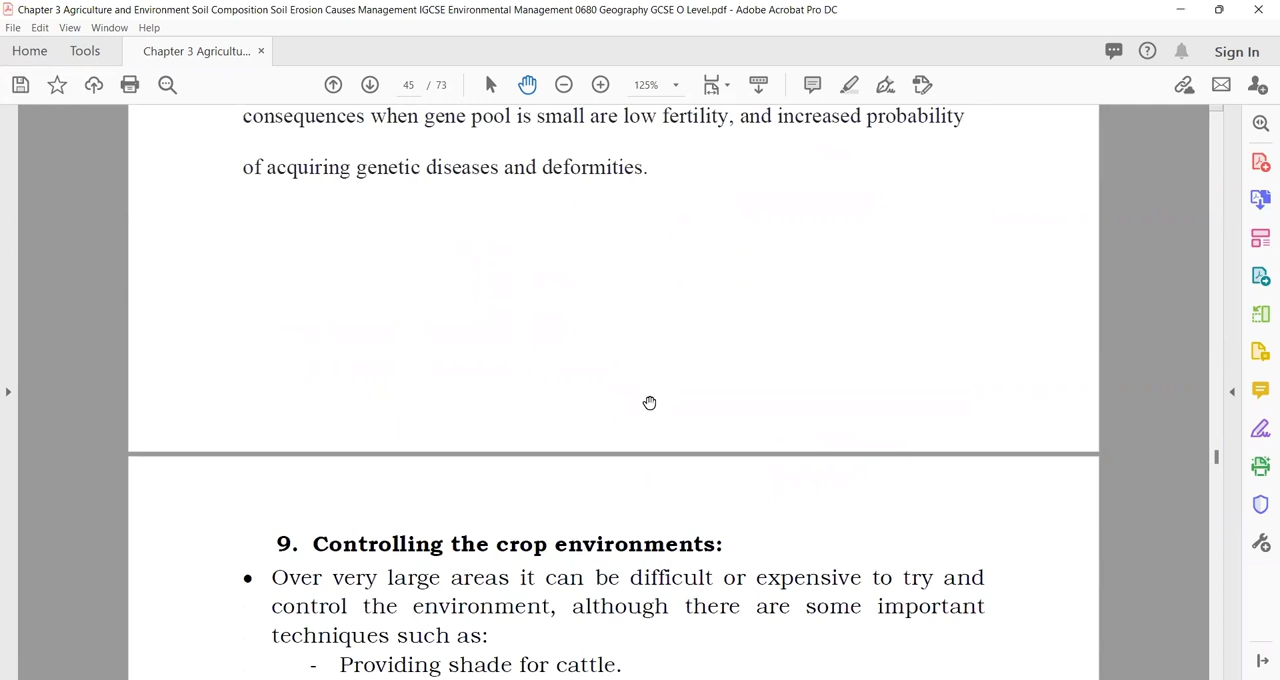 Chapter 3 Agriculture and Environment Soil Composition Soil Erosion Causes Management IGCSE Environmental Management 0680 Geography GCSE O Level.pdf - Adobe Acrobat Pro DC
File Edit View Window Help
Home Tools Chapter 3 Agricultu... × Sign In
45 / 73 125%
consequences when gene pool is small are low fertility, and increased probability
of acquiring genetic diseases and deformities.
9. Controlling the crop environments:
● Over very large areas it can be difficult or expensive to try and
control the environment, although there are some important
techniques such as:
- Providing shade for cattle.